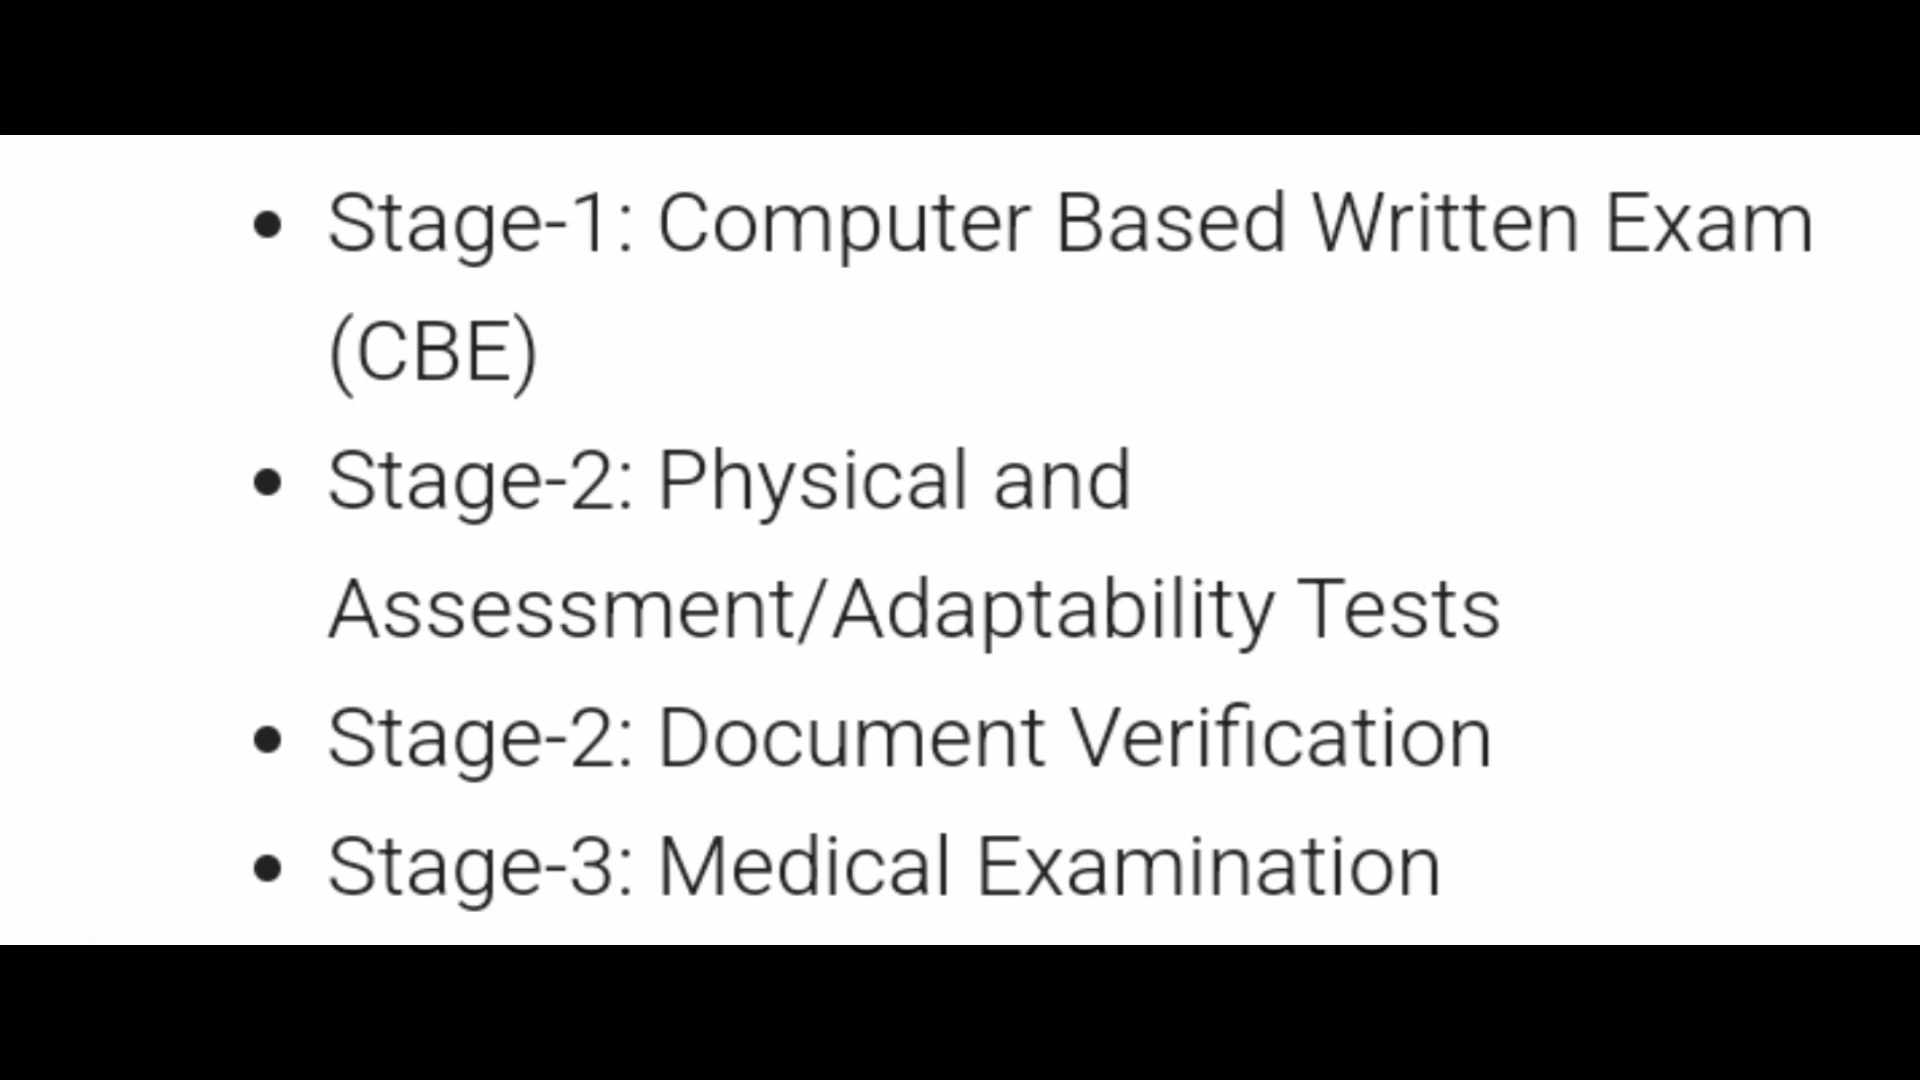 • Stage-1: Computer Based Written Exam
(CBE)
• Stage-2: Physical and
Assessment/Adaptability Tests
• Stage-2: Document Verification
• Stage-3: Medical Examination